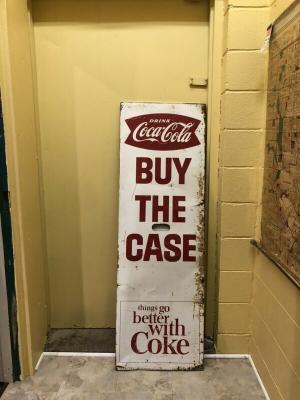 DRINK
Coca-Cola
BUY
THE
CASE
things go
better
with
Coke